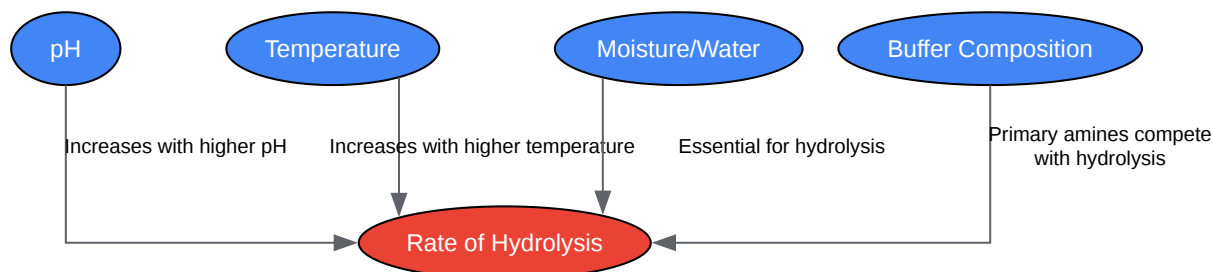 pH
Temperature
Moisture/Water
Buffer Composition
Increases with higher pH
Increases with higher temperature
Essential for hydrolysis
Primary amines compete
with hydrolysis
Rate of Hydrolysis